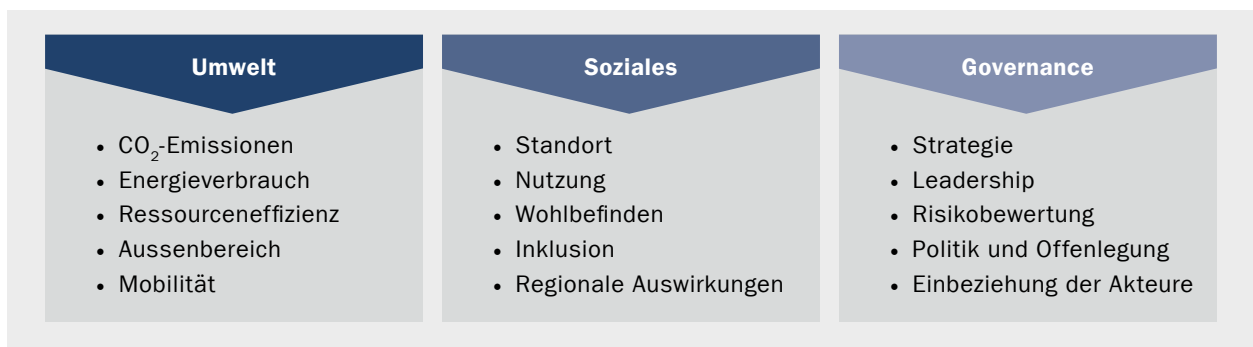 Umwelt
• CO₂-Emissionen
• Energieverbrauch
• Ressourceneffizienz
• Aussenbereich
• Mobilität
Soziales
• Standort
• Nutzung
• Wohlbefinden
• Inklusion
• Regionale Auswirkungen
Governance
• Strategie
• Leadership
• Risikobewertung
• Politik und Offenlegung
• Einbeziehung der Akteure